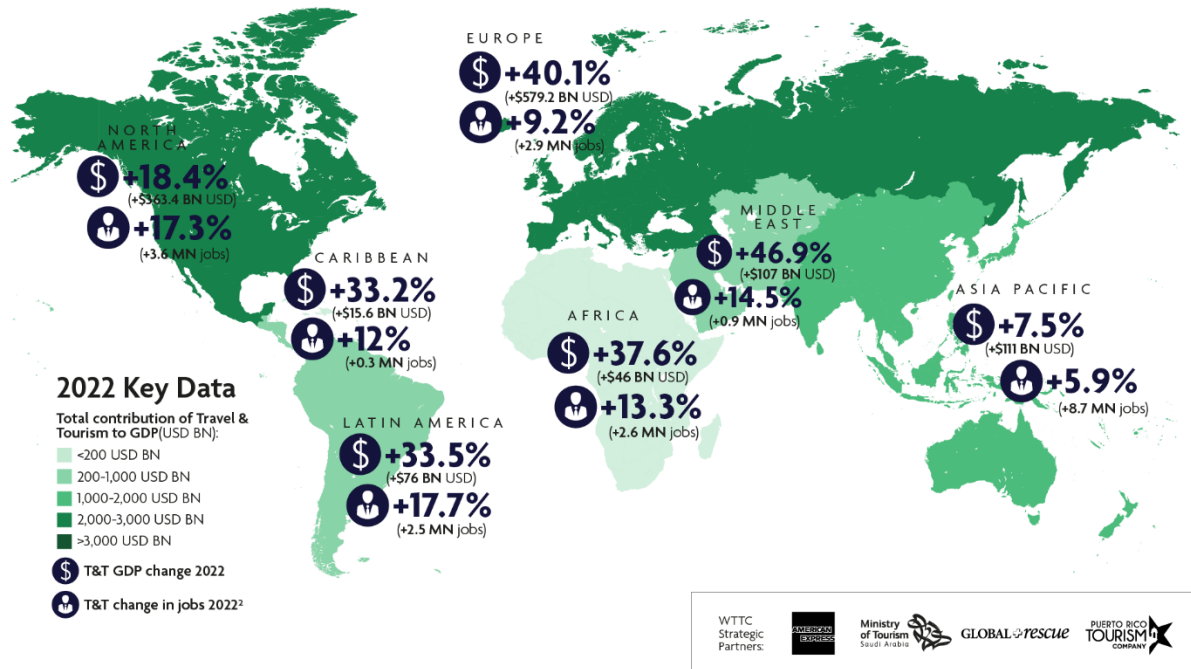 EUROPE
+40.1%
(+$579.2 BN USD)
+9.2%
(+2.9 MN jobs)
NORTH
AMERICA
+18.4%
(+$363.4 BN USD)
+17.3%
(+3.6 MN jobs)
CARIBBEAN
+33.2%
(+$15.6 BN USD)
+12%
(+0.3 MN jobs)
MIDDLE
EAST
+46.9%
(+$107 BN USD)
+14.5%
(+0.9 MN jobs)
AFRICA
+37.6%
(+$46 BN USD)
+13.3%
(+2.6 MN jobs)
ASIA PACIFIC
+7.5%
(+$111 BN USD)
+5.9%
(+8.7 MN jobs)
LATIN AMERICA
+33.5%
(+$76 BN USD)
+17.7%
(+2.5 MN jobs)
2022 Key Data
Total contribution of Travel &
Tourism to GDP(USD BN):
<200 USD BN
200-1,000 USD BN
1,000-2,000 USD BN
2,000-3,000 USD BN
>3,000 USD BN
$ T&T GDP change 2022
T&T change in jobs 2022²
WTTC
Strategic
Partners:
AMERICAN
EXPRESS
Ministry
of Tourism
Saudi Arabia
GLOBAL rescue
PUERTO RICO
TOURISM
COMPANY